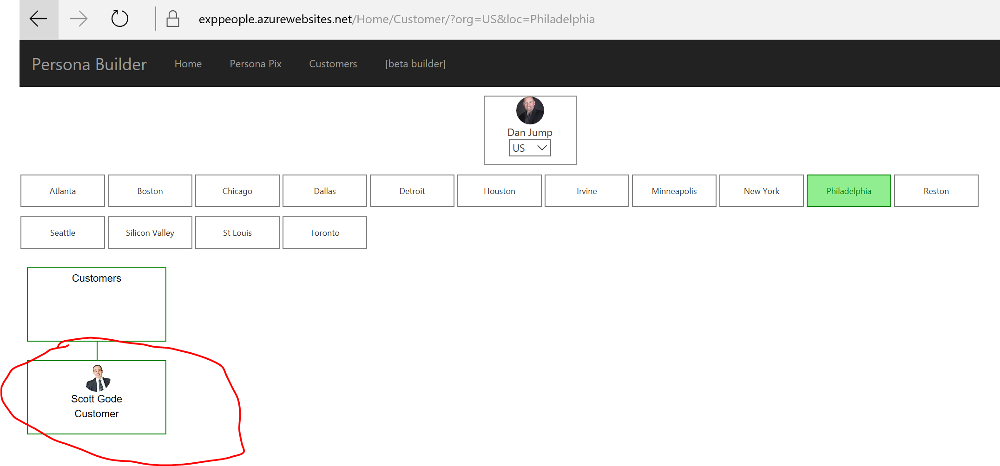 exppeople.azurewebsites.net/Home/Customer/?org=US&loc=Philadelphia
Persona Builder Home Persona Pix Customers [beta builder]
Dan Jump
US
Atlanta Boston Chicago Dallas Detroit Houston Irvine Minneapolis New York Philadelphia Reston
Seattle Silicon Valley St Louis Toronto
Customers
Scott Gode
Customer